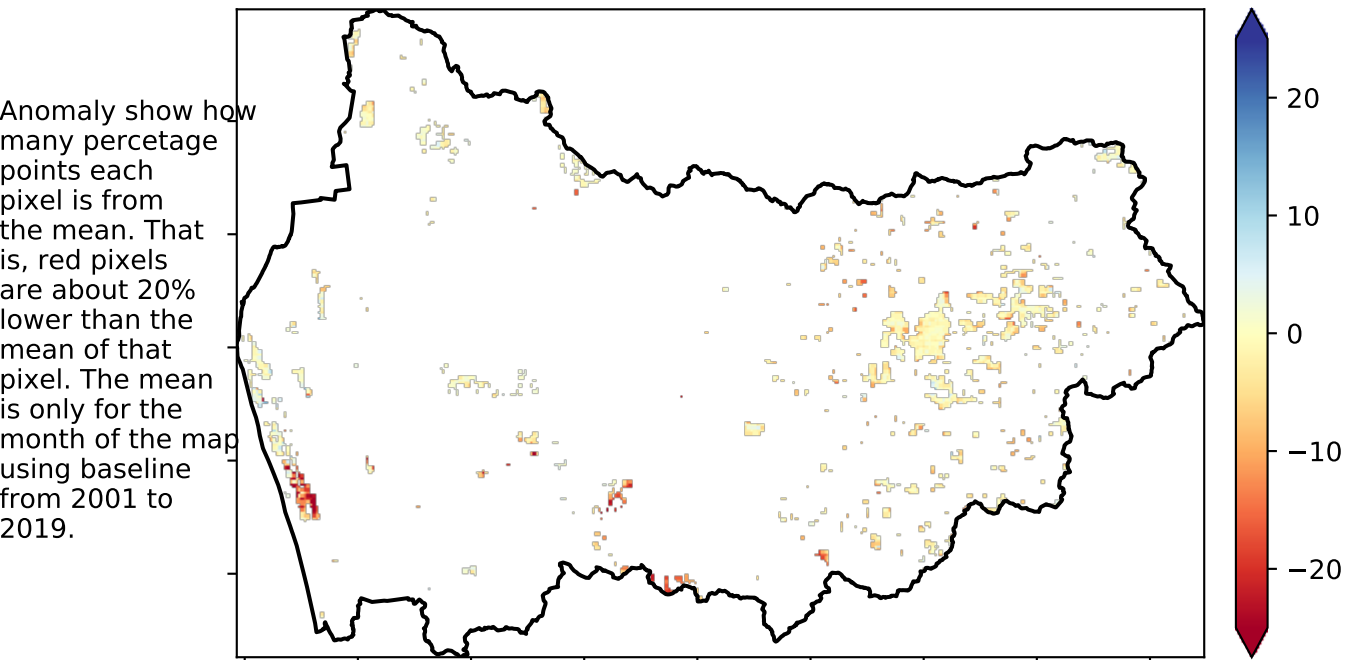 Anomaly show how
many percetage
points each
pixel is from
the mean. That
is, red pixels
are about 20%
lower than the
mean of that
pixel. The mean
is only for the
month of the map
using baseline
from 2001 to
2019.
20
10
0
−10
−20